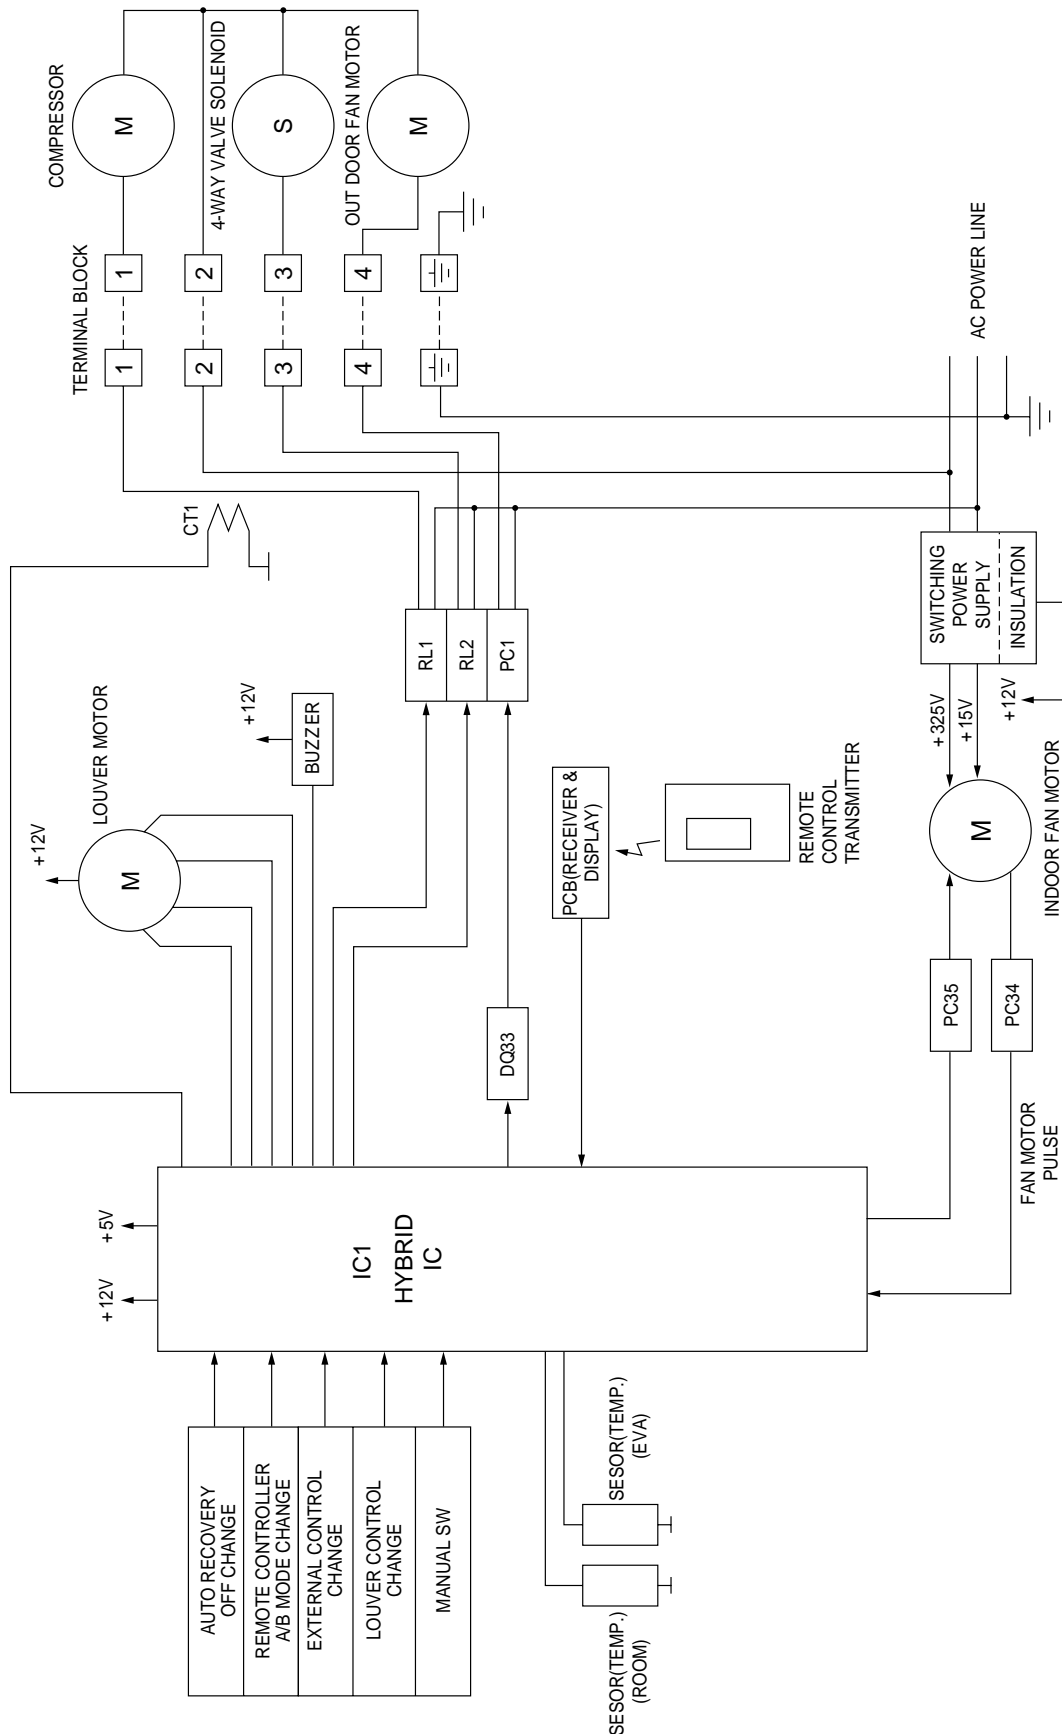 COMPRESSOR
M
4-WAY VALVE SOLENOID
S
OUT DOOR FAN MOTOR
M
TERMINAL BLOCK
1
2
3
4
1
2
3
4
AC POWER LINE
CT1
RL1
RL2
PC1
SWITCHING
POWER
SUPPLY
INSULATION
+325V
+15V
+12V
LOUVER MOTOR
+12V
M
+12V
BUZZER
PCB(RECEIVER &
DISPLAY)
REMOTE
CONTROL
TRANSMITTER
M
INDOOR FAN MOTOR
DQ33
PC35
PC34
FAN MOTOR
PULSE
+5V
+12V
IC1
HYBRID
IC
AUTO RECOVERY
OFF CHANGE
REMOTE CONTROLLER
A/B MODE CHANGE
EXTERNAL CONTROL
CHANGE
LOUVER CONTROL
CHANGE
MANUAL SW
SESOR(TEMP.)
(EVA)
SESOR(TEMP.)
(ROOM)